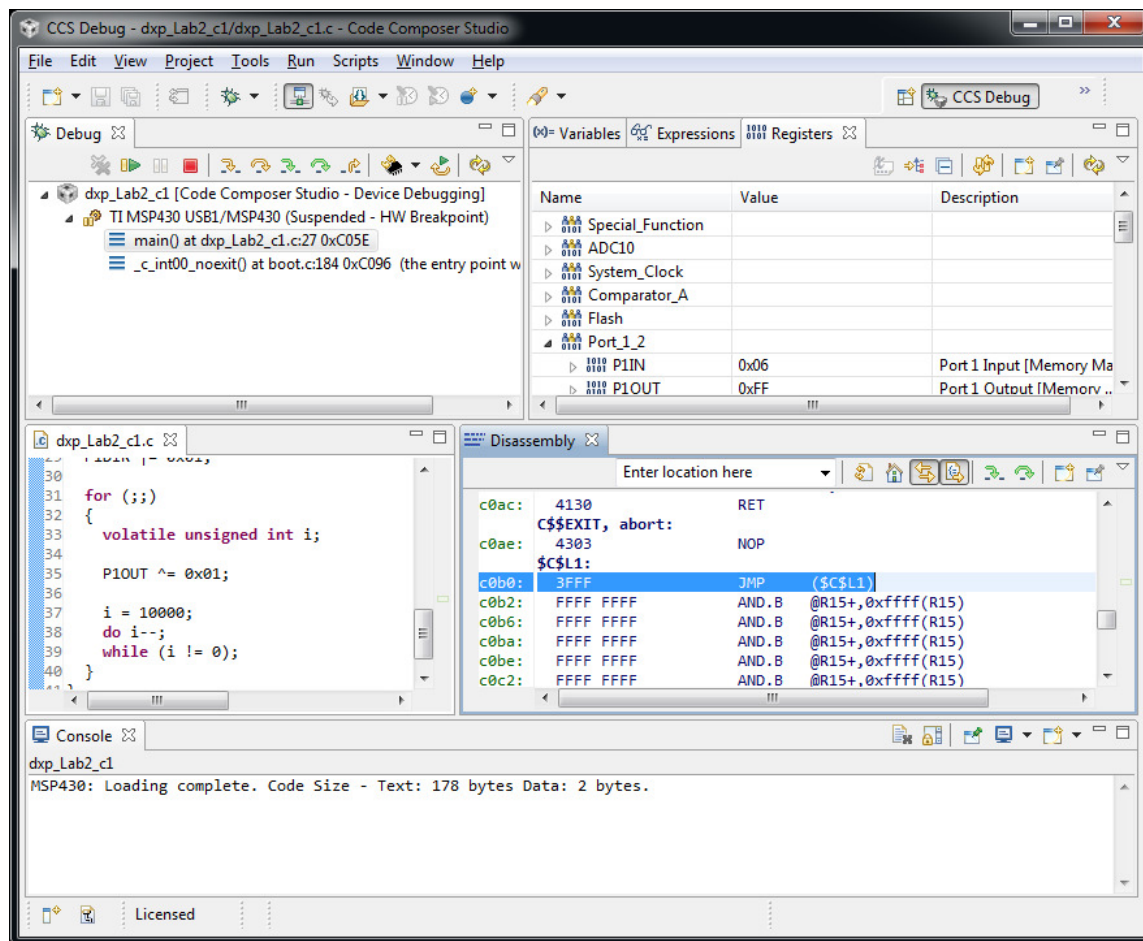 CCS Debug - dxp_Lab2_c1/dxp_Lab2_c1.c - Code Composer Studio
File Edit View Project Tools Run Scripts Window Help
CCS Debug
Debug
dxp_Lab2_c1 [Code Composer Studio - Device Debugging]
TI MSP430 USB1/MSP430 (Suspended - HW Breakpoint)
main() at dxp_Lab2_c1.c:27 0xC05E
_c_int00_noexit() at boot.c:184 0xC096 (the entry point w
(x)= Variables Expressions Registers
Name Value Description
Special_Function
ADC10
System_Clock
Comparator_A
Flash
Port_1_2
P1IN 0x06 Port 1 Input [Memory Ma
P1OUT 0xFF Port 1 Output [Memory ..
dxp_Lab2_c1.c
29 P1DIR |= 0x01;
30
31 for (;;)
32 {
33 volatile unsigned int i;
34
35 P1OUT ^= 0x01;
36
37 i = 10000;
38 do i--;
39 while (i != 0);
40 }
41 }
Disassembly
Enter location here
c0ac: 4130 RET
C$$EXIT, abort:
c0ae: 4303 NOP
$C$L1:
c0b0: 3FFF JMP ($C$L1)
c0b2: FFFF FFFF AND.B @R15+,0xffff(R15)
c0b6: FFFF FFFF AND.B @R15+,0xffff(R15)
c0ba: FFFF FFFF AND.B @R15+,0xffff(R15)
c0be: FFFF FFFF AND.B @R15+,0xffff(R15)
c0c2: FFFF FFFF AND.B @R15+,0xffff(R15)
Console
dxp_Lab2_c1
MSP430: Loading complete. Code Size - Text: 178 bytes Data: 2 bytes.
Licensed